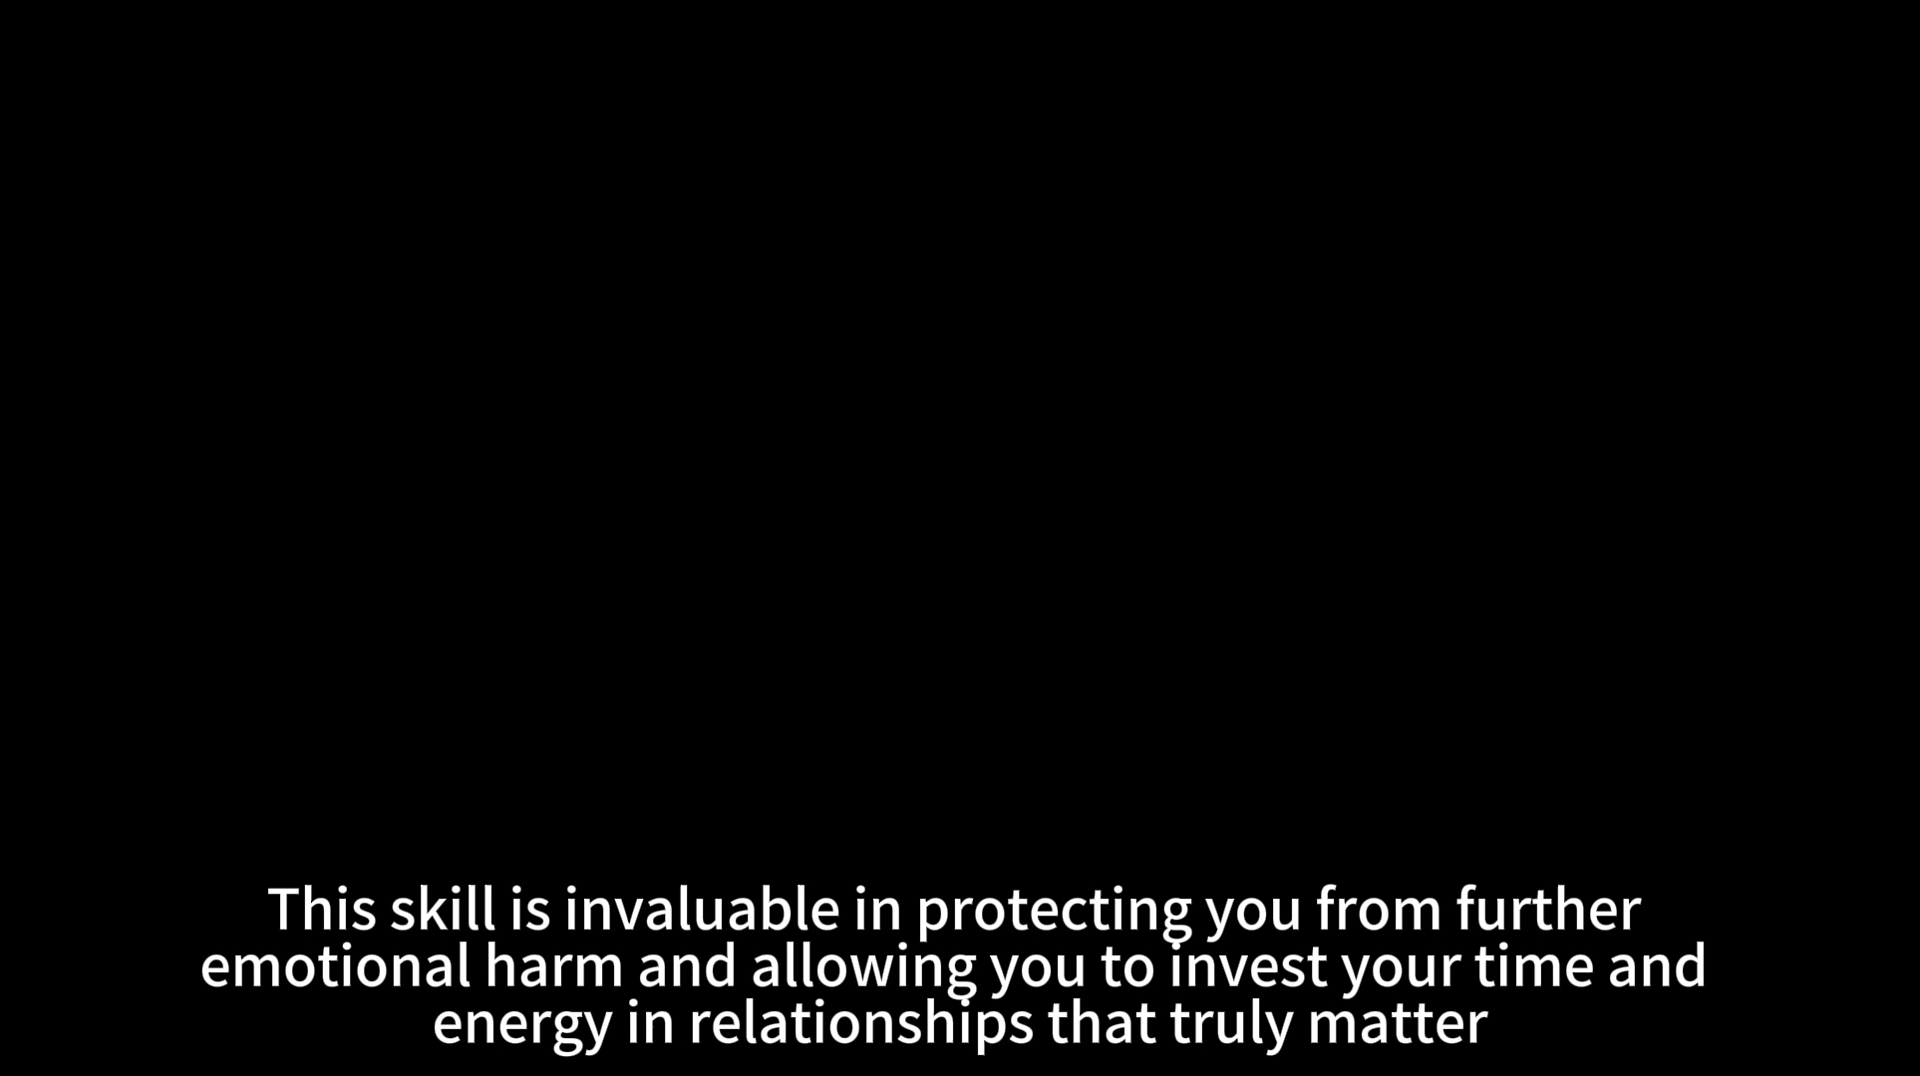 This skill is invaluable in protecting you from further
emotional harm and allowing you to invest your time and
energy in relationships that truly matter